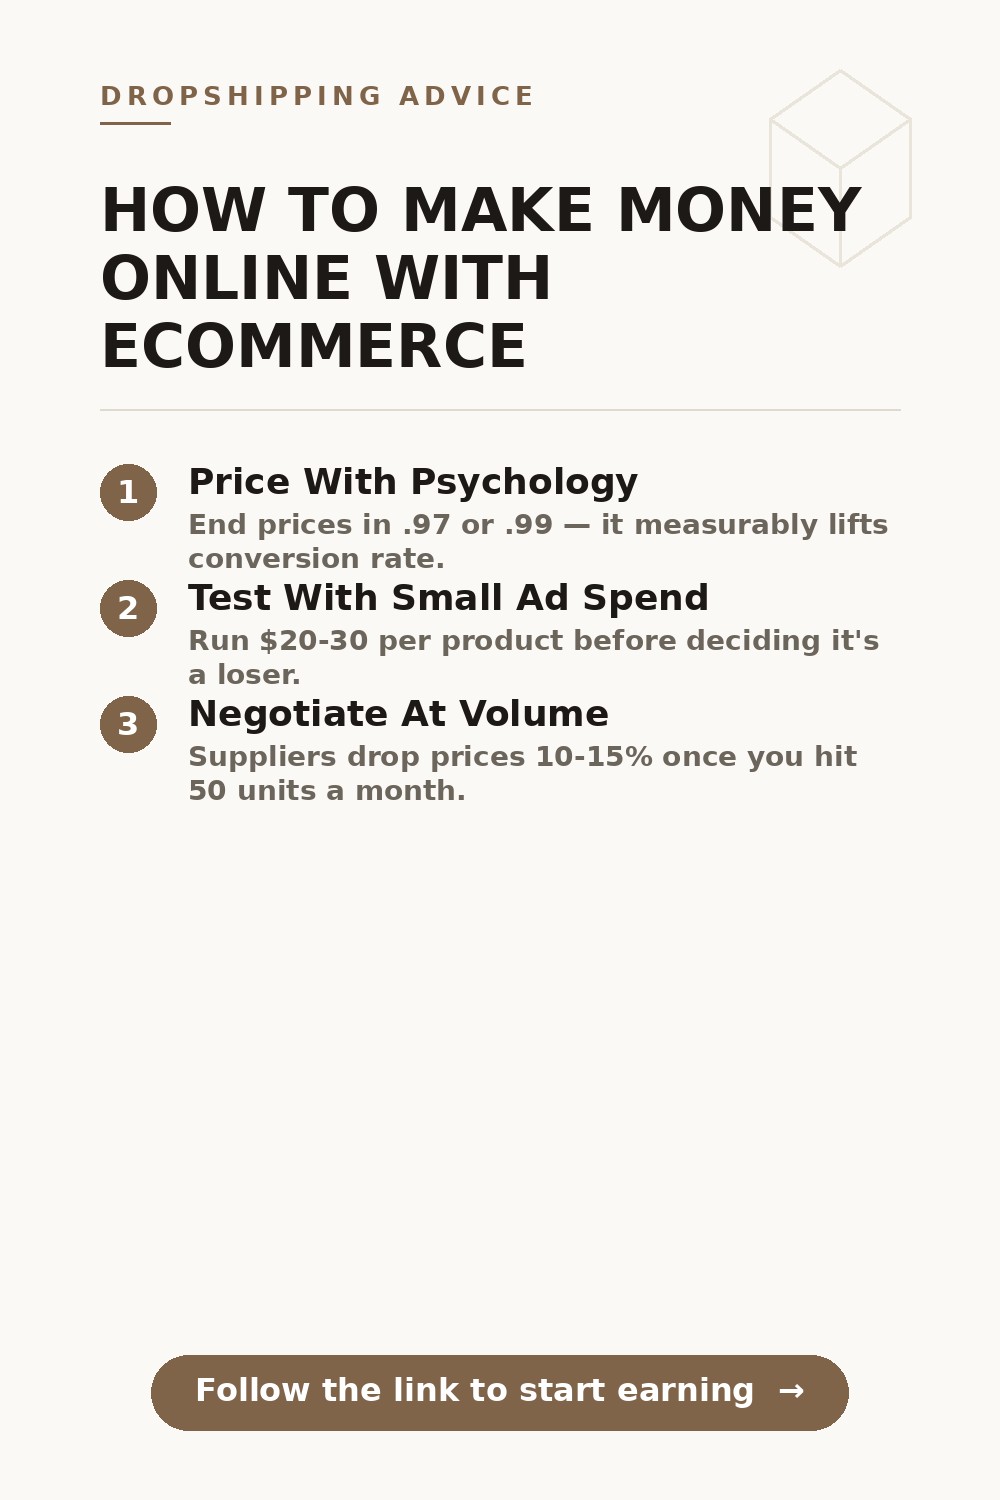 DROPSHIPPING ADVICE
HOW TO MAKE MONEY
ONLINE WITH
ECOMMERCE
1 Price With Psychology
End prices in .97 or .99 — it measurably lifts
conversion rate.
2 Test With Small Ad Spend
Run $20-30 per product before deciding it's
a loser.
3 Negotiate At Volume
Suppliers drop prices 10-15% once you hit
50 units a month.
Follow the link to start earning →